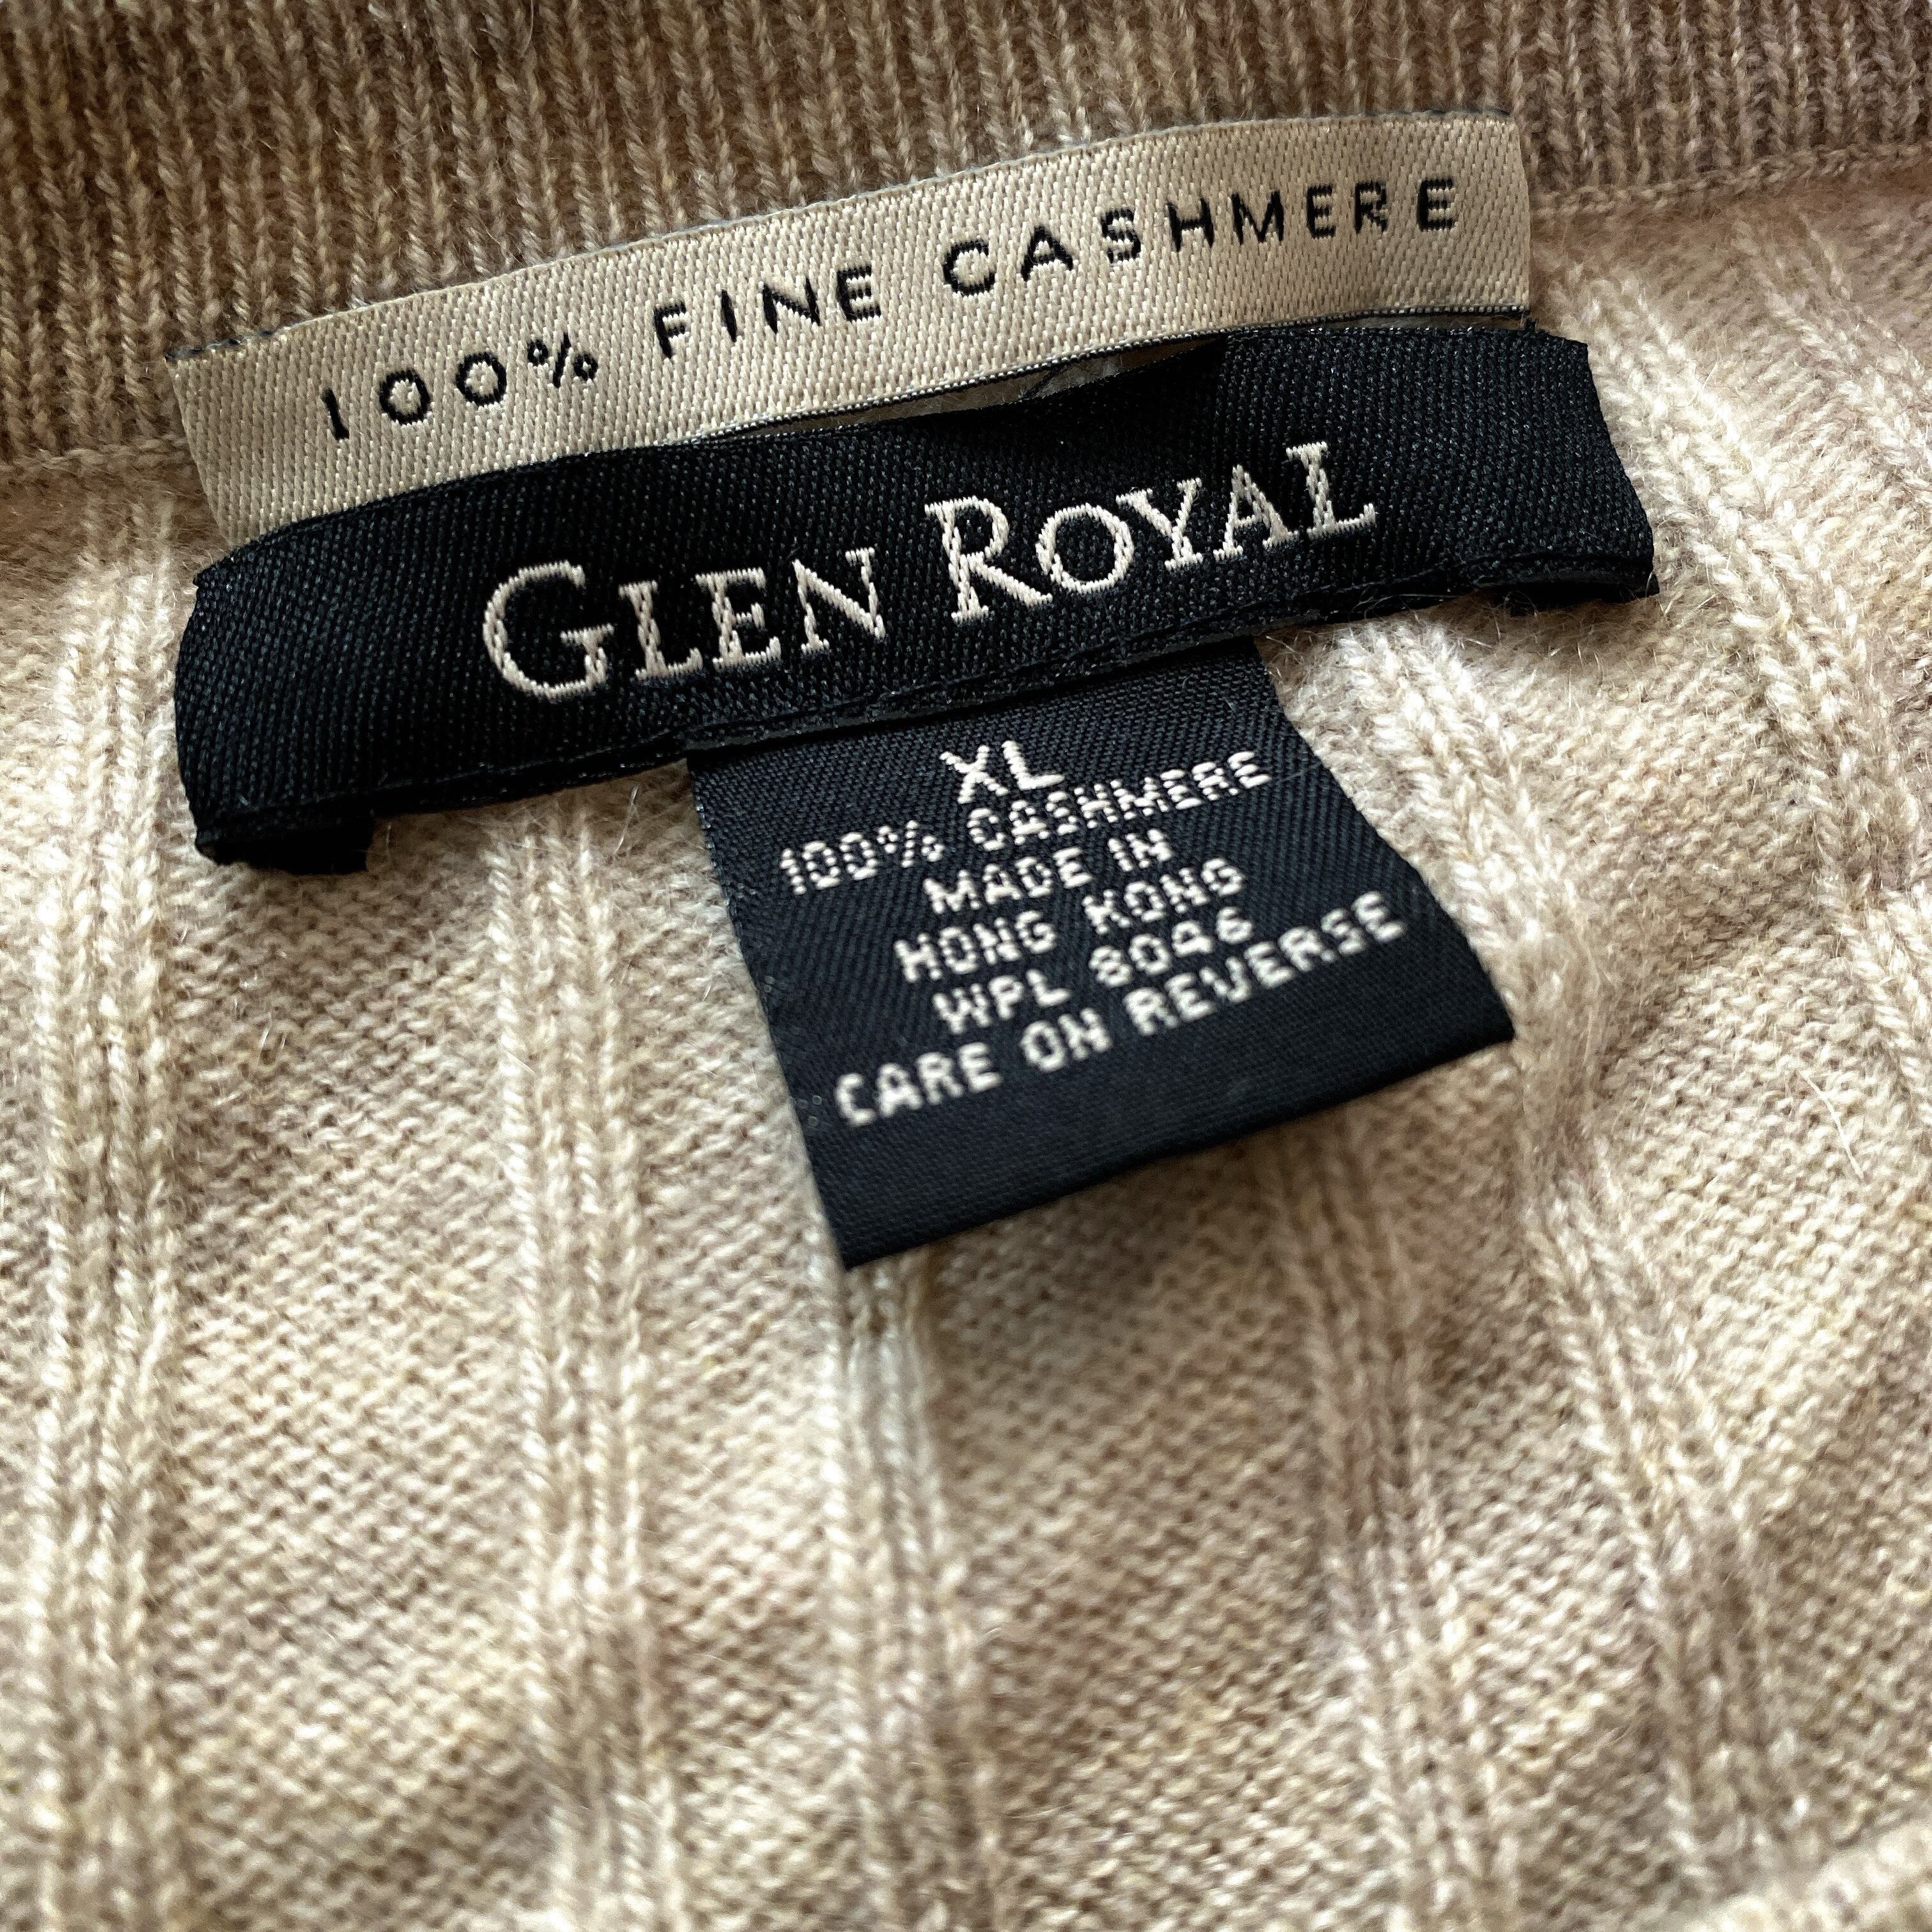 100% FINE CASHMERE
GLEN ROYAL
XL
100% CASHMERE
MADE IN
HONG KONG
WPL 8046
CARE ON REVERSE